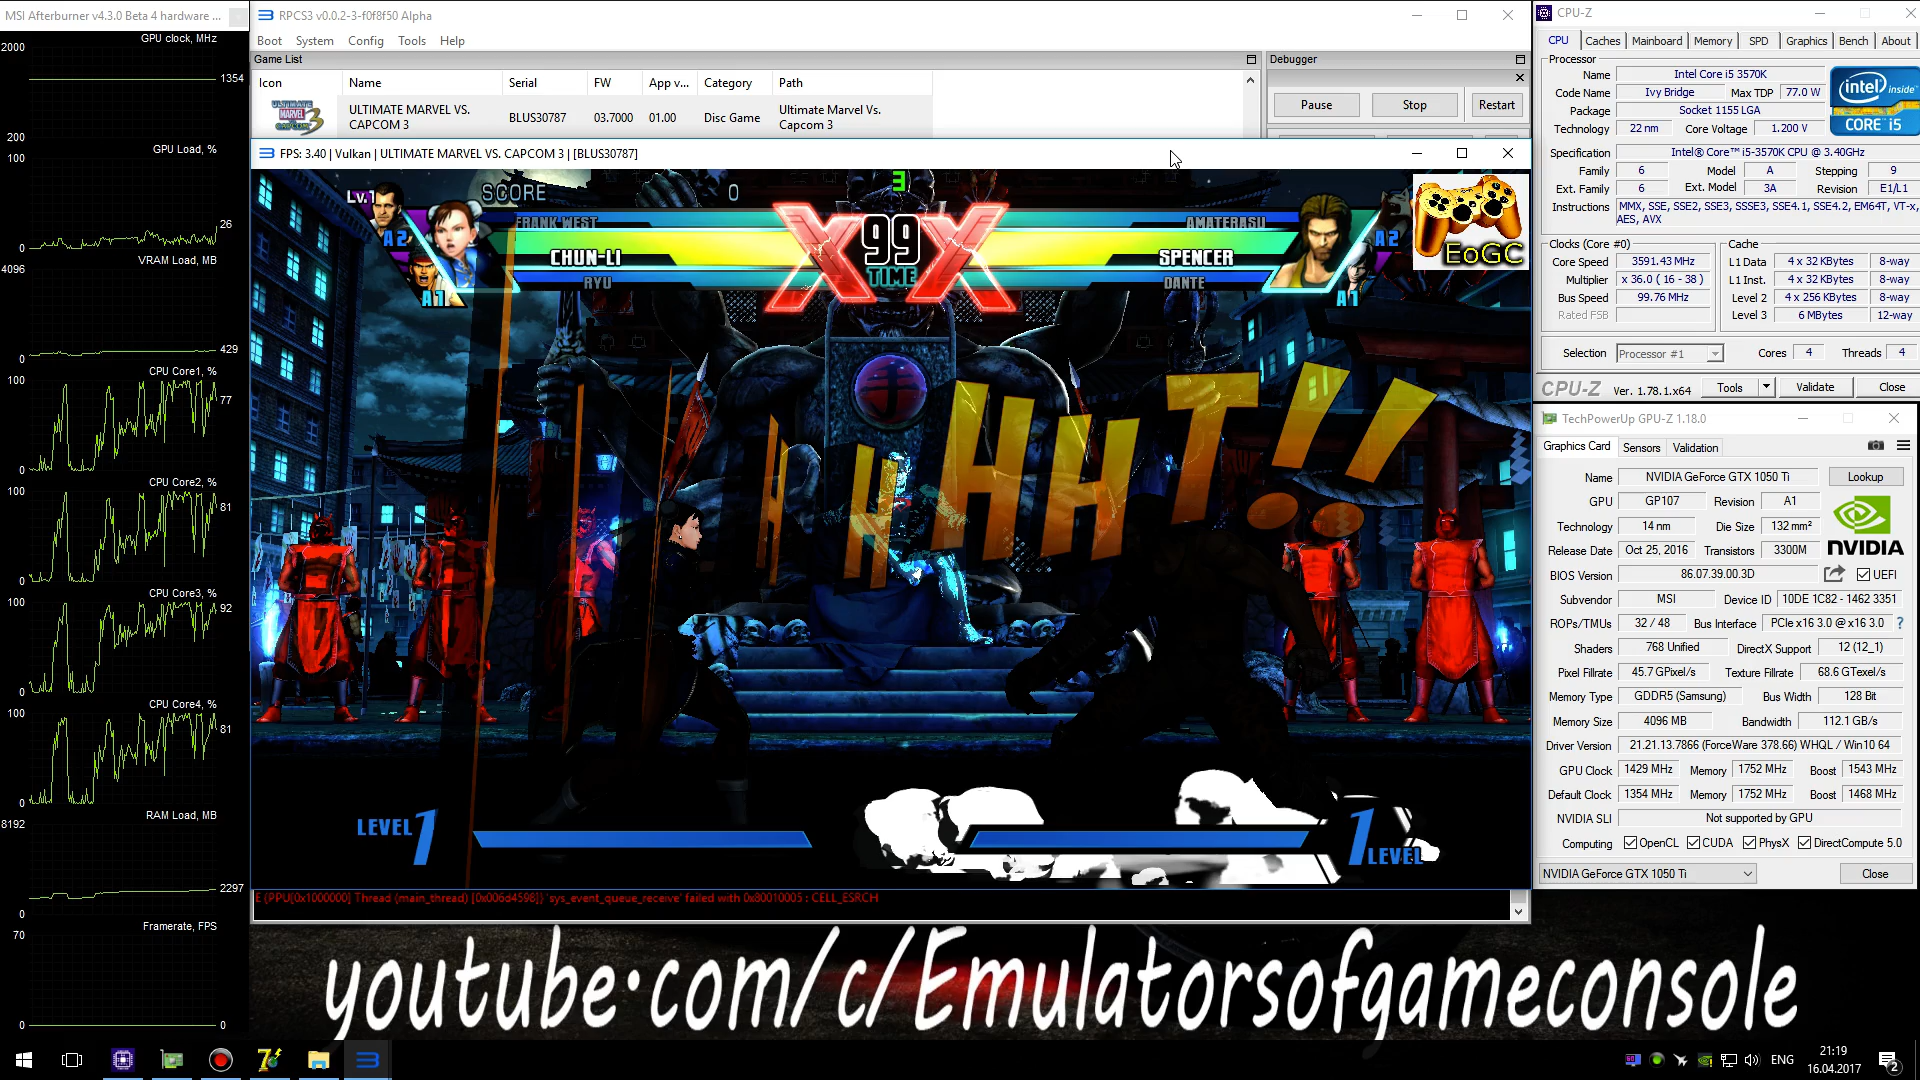 MSI Afterburner v4.3.0 Beta 4 hardware ...
GPU clock, MHz
2000
1354
200
GPU Load, %
100
26
0
VRAM Load, MB
4096
429
0
CPU Core1, %
100
77
0
CPU Core2, %
100
81
0
CPU Core3, %
100
92
0
CPU Core4, %
100
81
0
RAM Load, MB
8192
2297
0
Framerate, FPS
70
0
0
RPCS3 v0.0.2-3-f0f8f50 Alpha
Boot System Config Tools Help
Game List
Icon Name Serial FW App v... Category Path
ULTIMATE MARVEL VS. CAPCOM 3
ULTIMATE MARVEL VS.
CAPCOM 3
BLUS30787 03.7000 01.00 Disc Game
Ultimate Marvel Vs.
Capcom 3
Debugger
Pause Stop Restart
FPS: 3.40 | Vulkan | ULTIMATE MARVEL VS. CAPCOM 3 | [BLUS30787]
3
Lv.1 SCORE 0
FRANK WEST AMATERASU
A2 CHUN-LI X 99 X SPENCER A2
TIME
A1 RYU DANTE A1
EoGC
HHHHT!!
LEVEL 1
1 LEVEL
E {PPU[0x1000000] Thread (main_thread) [0x006d4598]} 'sys_event_queue_receive' failed with 0x80010005 : CELL_ESRCH
youtube.com/c/Emulatorsofgameconsole
CPU-Z
CPU Caches Mainboard Memory SPD Graphics Bench About
Processor
Name Intel Core i5 3570K
Code Name Ivy Bridge Max TDP 77.0 W
Package Socket 1155 LGA
Technology 22 nm Core Voltage 1.200 V
intel inside
CORE i5
Specification Intel® Core™ i5-3570K CPU @ 3.40GHz
Family 6 Model A Stepping 9
Ext. Family 6 Ext. Model 3A Revision E1/L1
Instructions MMX, SSE, SSE2, SSE3, SSSE3, SSE4.1, SSE4.2, EM64T, VT-x,
AES, AVX
Clocks (Core #0) Cache
Core Speed 3591.43 MHz L1 Data 4 x 32 KBytes 8-way
Multiplier x 36.0 ( 16 - 38 ) L1 Inst. 4 x 32 KBytes 8-way
Bus Speed 99.76 MHz Level 2 4 x 256 KBytes 8-way
Rated FSB Level 3 6 MBytes 12-way
Selection Processor #1 Cores 4 Threads 4
CPU-Z Ver. 1.78.1.x64 Tools Validate Close
TechPowerUp GPU-Z 1.18.0
Graphics Card Sensors Validation
Name NVIDIA GeForce GTX 1050 Ti Lookup
GPU GP107 Revision A1
Technology 14 nm Die Size 132 mm²
Release Date Oct 25, 2016 Transistors 3300M
NVIDIA
BIOS Version 86.07.39.00.3D UEFI
Subvendor MSI Device ID 10DE 1C82 - 1462 3351
ROPs/TMUs 32 / 48 Bus Interface PCIe x16 3.0 @ x16 3.0 ?
Shaders 768 Unified DirectX Support 12 (12_1)
Pixel Fillrate 45.7 GPixel/s Texture Fillrate 68.6 GTexel/s
Memory Type GDDR5 (Samsung) Bus Width 128 Bit
Memory Size 4096 MB Bandwidth 112.1 GB/s
Driver Version 21.21.13.7866 (ForceWare 378.66) WHQL / Win10 64
GPU Clock 1429 MHz Memory 1752 MHz Boost 1543 MHz
Default Clock 1354 MHz Memory 1752 MHz Boost 1468 MHz
NVIDIA SLI Not supported by GPU
Computing OpenCL CUDA PhysX DirectCompute 5.0
NVIDIA GeForce GTX 1050 Ti Close
ENG
21:19
16.04.2017
2